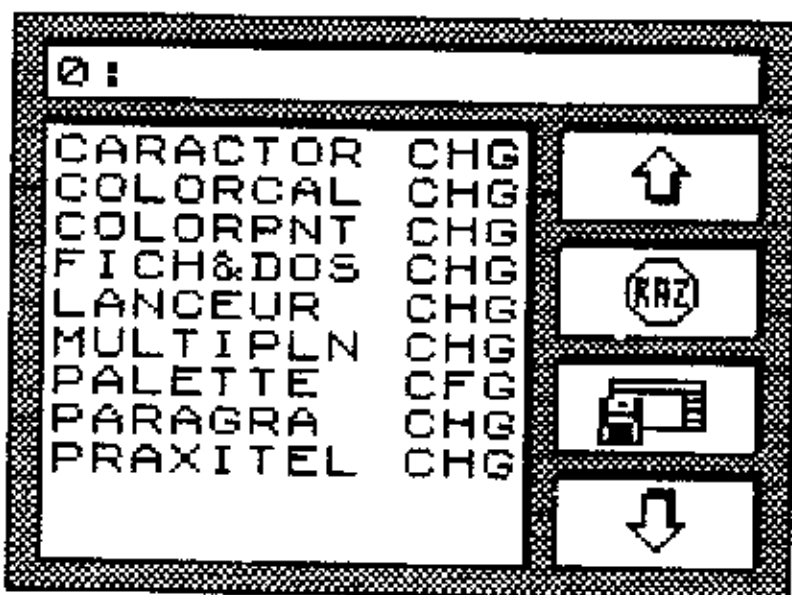 0:
CARACTOR CHG
COLORCAL CHG
COLORPNT CHG
FICH&DOS CHG
LANCEUR CHG
MULTIPLN CHG
PALETTE CFG
PARAGRA CHG
PRAXITEL CHG
RAZ